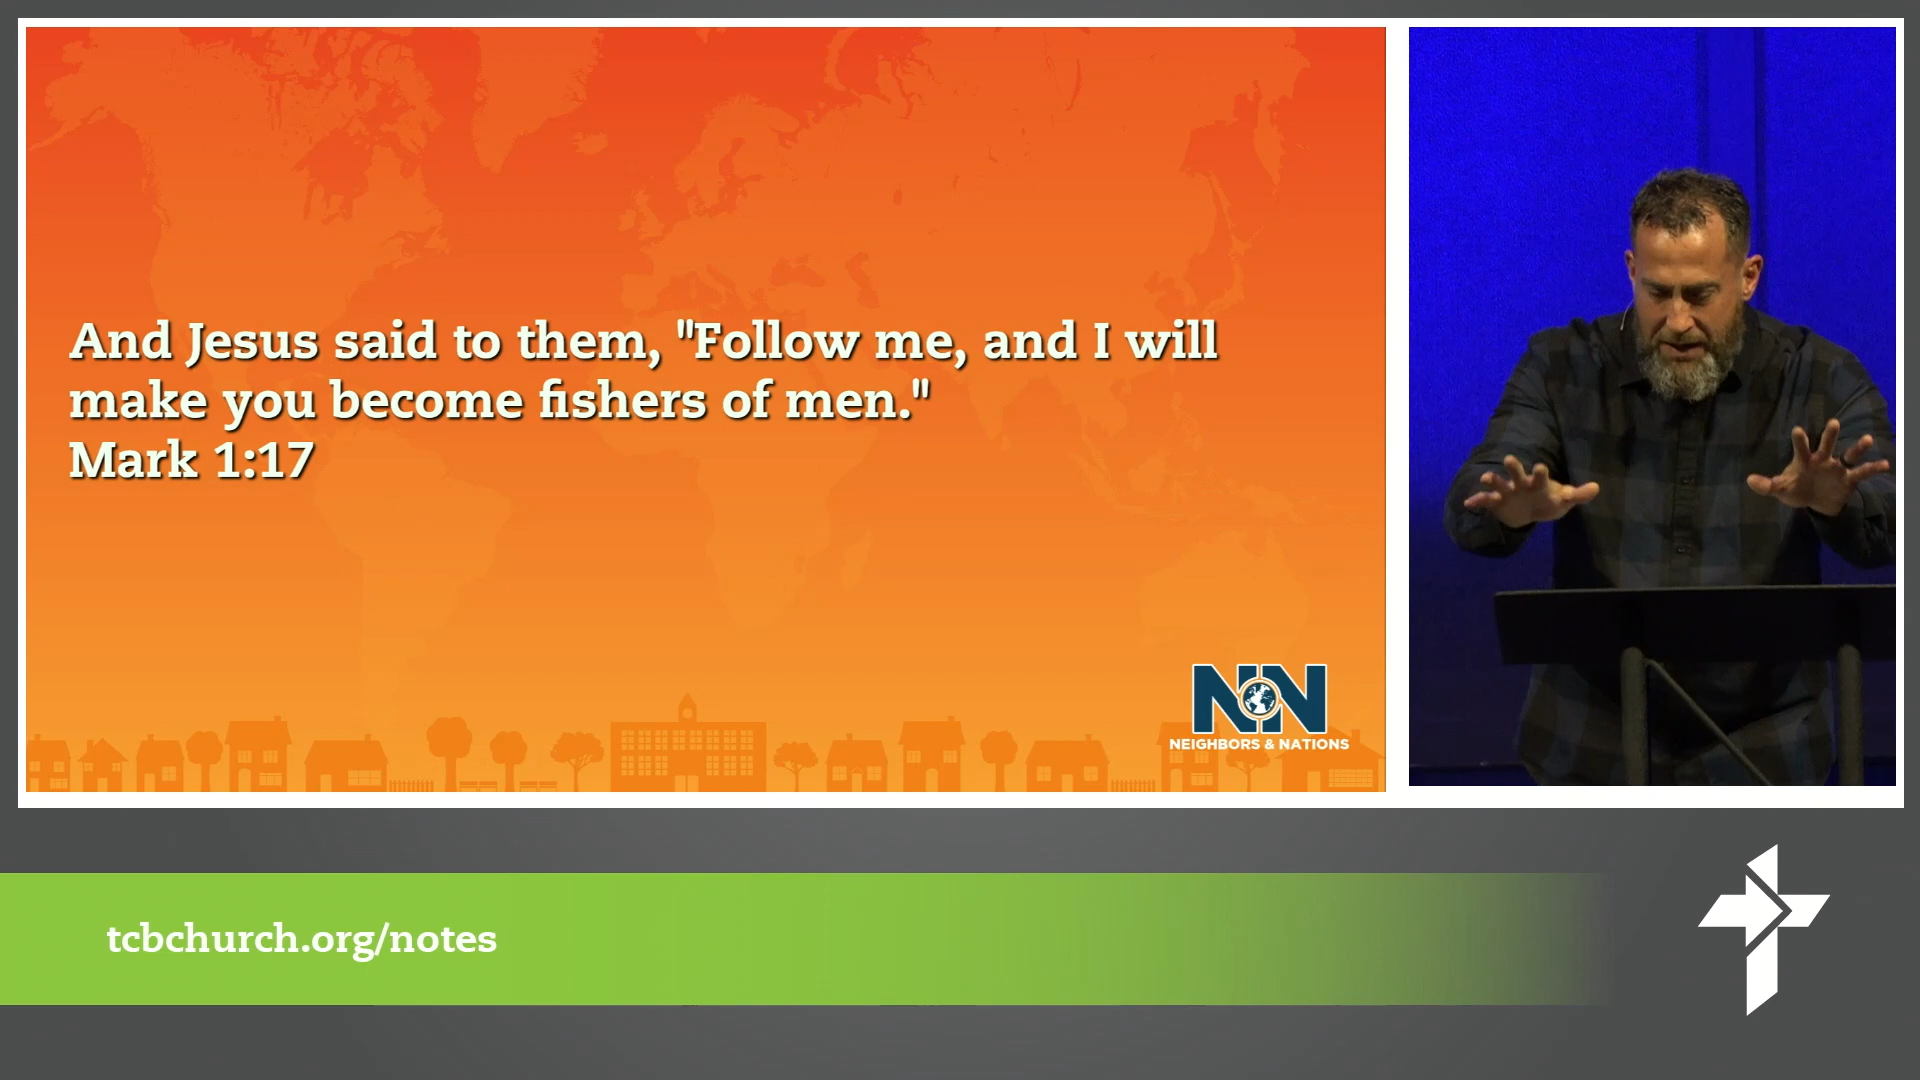 And Jesus said to them, "Follow me, and I will
make you become fishers of men."
Mark 1:17
NN
NEIGHBORS & NATIONS
tcbchurch.org/notes